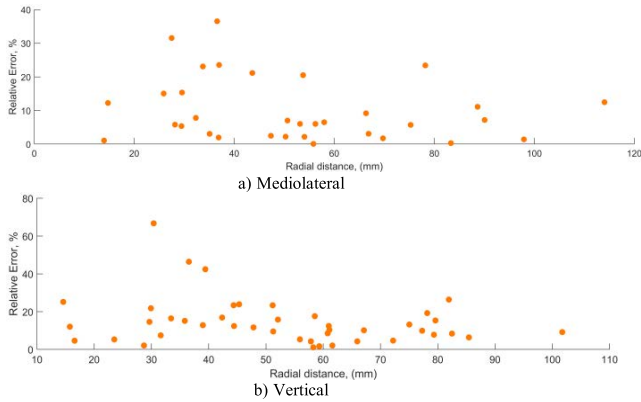 40
30
20
10
0
Relative Error, %
0 20 40 60 80 100 120
Radial distance, (mm)
a) Mediolateral
80
60
40
20
0
Relative Error, %
10 20 30 40 50 60 70 80 90 100 110
Radial distance, (mm)
b) Vertical